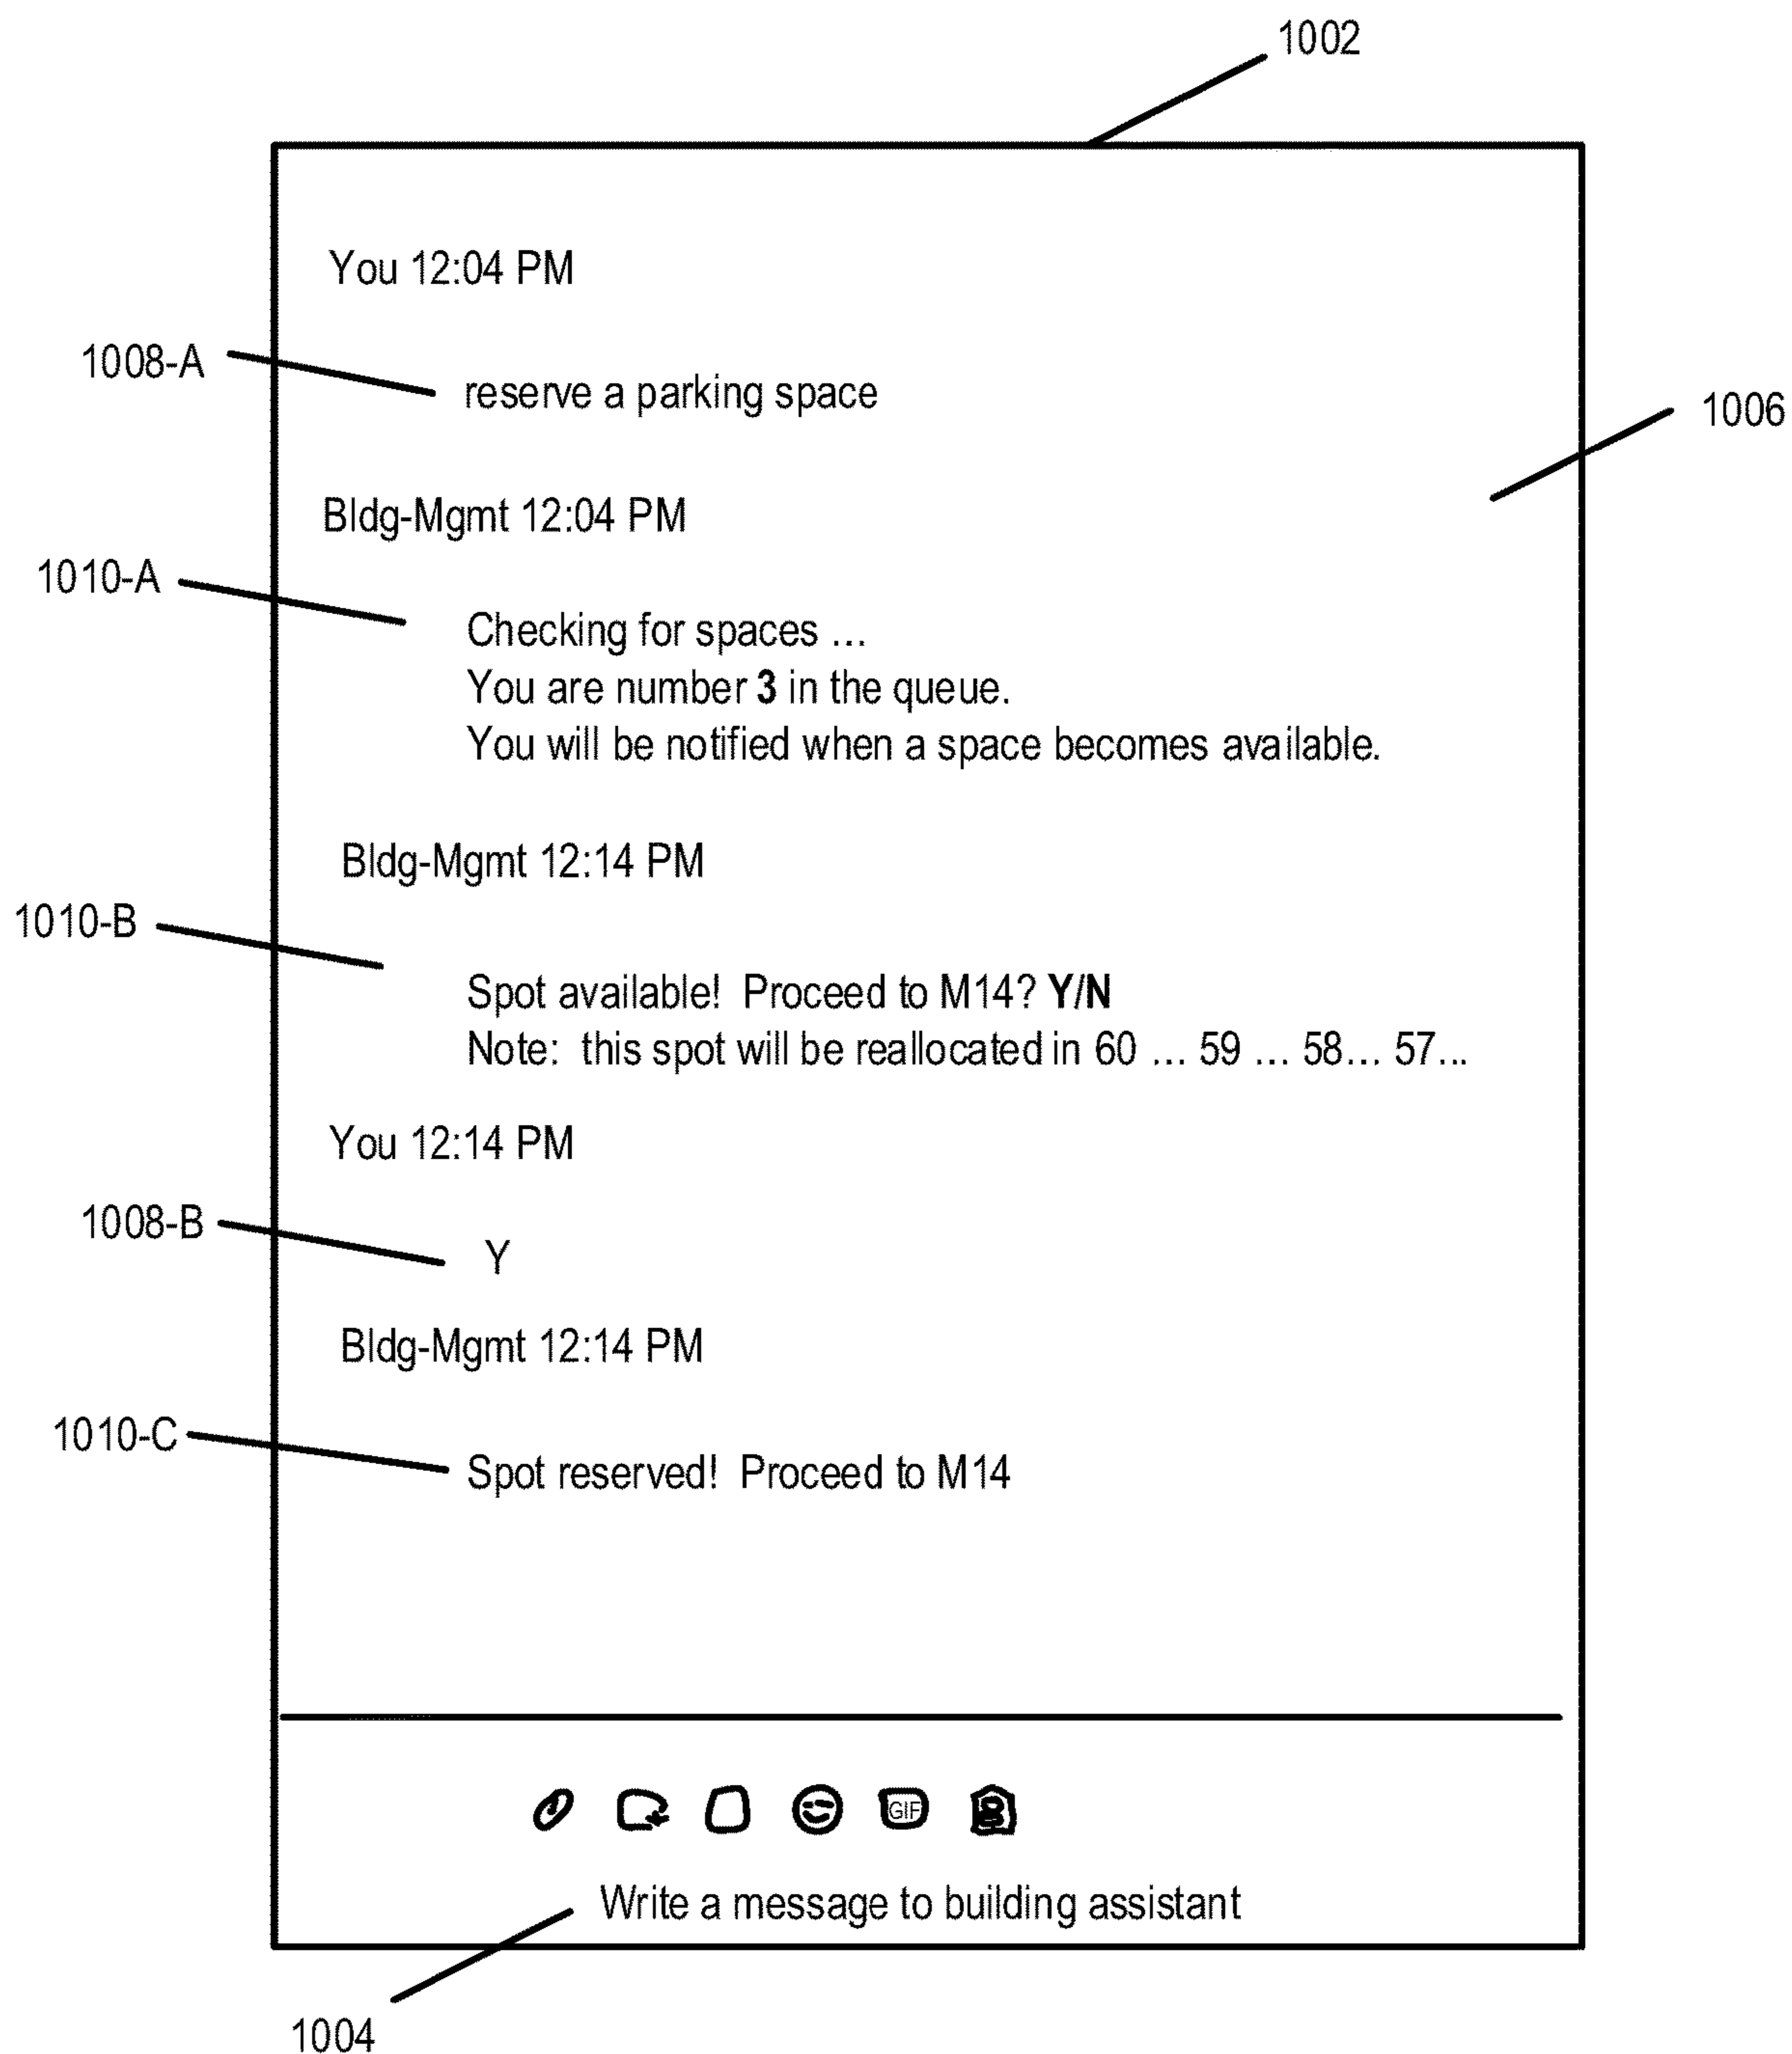 1002
You 12:04 PM
1008-A
reserve a parking space
1006
Bldg-Mgmt 12:04 PM
1010-A
Checking for spaces ...
You are number 3 in the queue.
You will be notified when a space becomes available.
Bldg-Mgmt 12:14 PM
1010-B
Spot available! Proceed to M14? Y/N
Note: this spot will be reallocated in 60 ... 59 ... 58... 57...
You 12:14 PM
1008-B
Y
Bldg-Mgmt 12:14 PM
1010-C
Spot reserved! Proceed to M14
GIF
Write a message to building assistant
1004